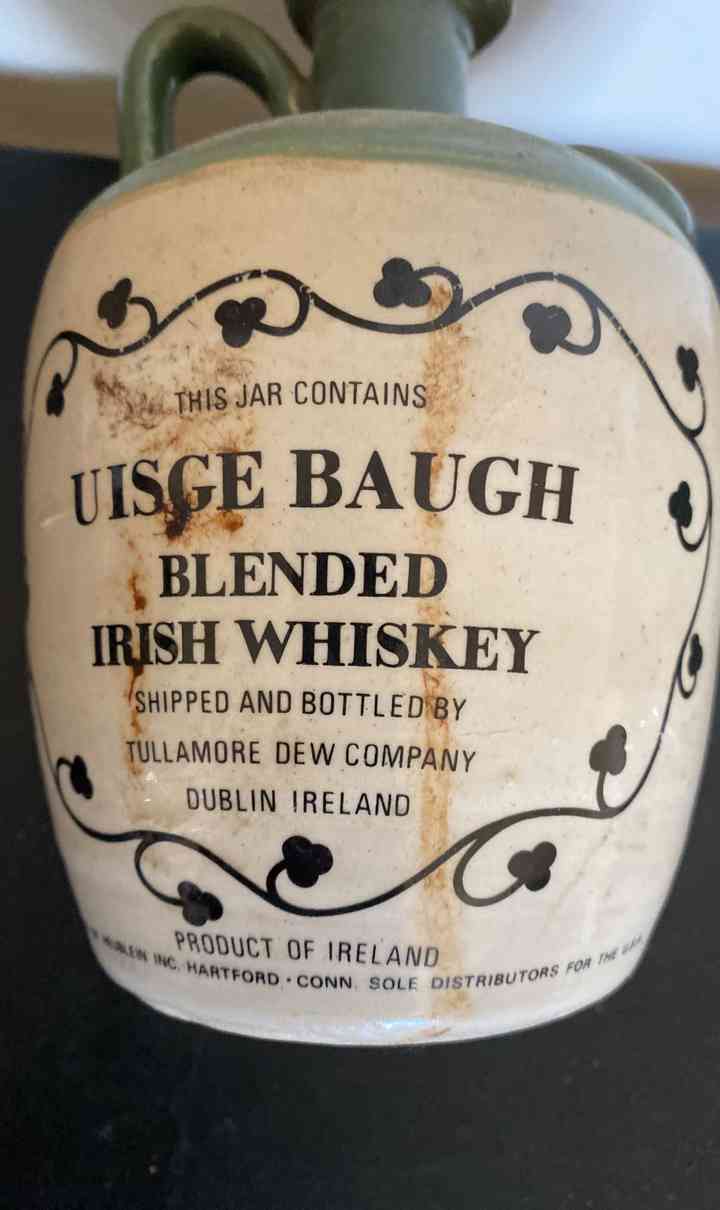 THIS JAR CONTAINS
UISGE BAUGH
BLENDED
IRISH WHISKEY
SHIPPED AND BOTTLED BY
TULLAMORE DEW COMPANY
DUBLIN IRELAND
PRODUCT OF IRELAND
HEUBLEIN INC. HARTFORD · CONN. SOLE DISTRIBUTORS FOR THE U.S.A.